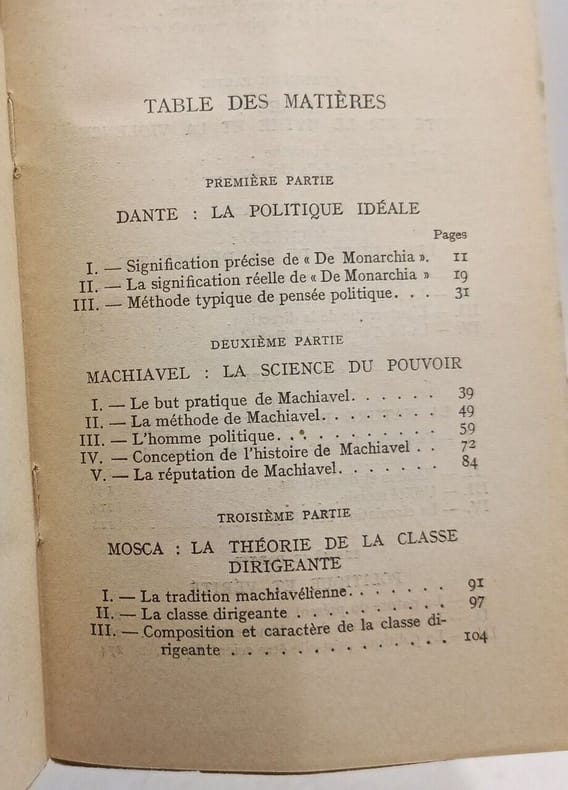 TABLE DES MATIÈRES
PREMIÈRE PARTIE
DANTE : LA POLITIQUE IDÉALE
Pages
I. — Signification précise de « De Monarchia ». 11
II. — La signification réelle de « De Monarchia » 19
III. — Méthode typique de pensée politique. . . 31
DEUXIÈME PARTIE
MACHIAVEL : LA SCIENCE DU POUVOIR
I. — Le but pratique de Machiavel. . . . . . . 39
II. — La méthode de Machiavel. . . . . . . . 49
III. — L'homme politique. . . . . . . . . . . 59
IV. — Conception de l'histoire de Machiavel . . 72
V. — La réputation de Machiavel. . . . . . . 84
TROISIÈME PARTIE
MOSCA : LA THÉORIE DE LA CLASSE
DIRIGEANTE
I. — La tradition machiavélienne. . . . . . . 91
II. — La classe dirigeante . . . . . . . . . . 97
III. — Composition et caractère de la classe di-
rigeante . . . . . . . . . . . . . . 104